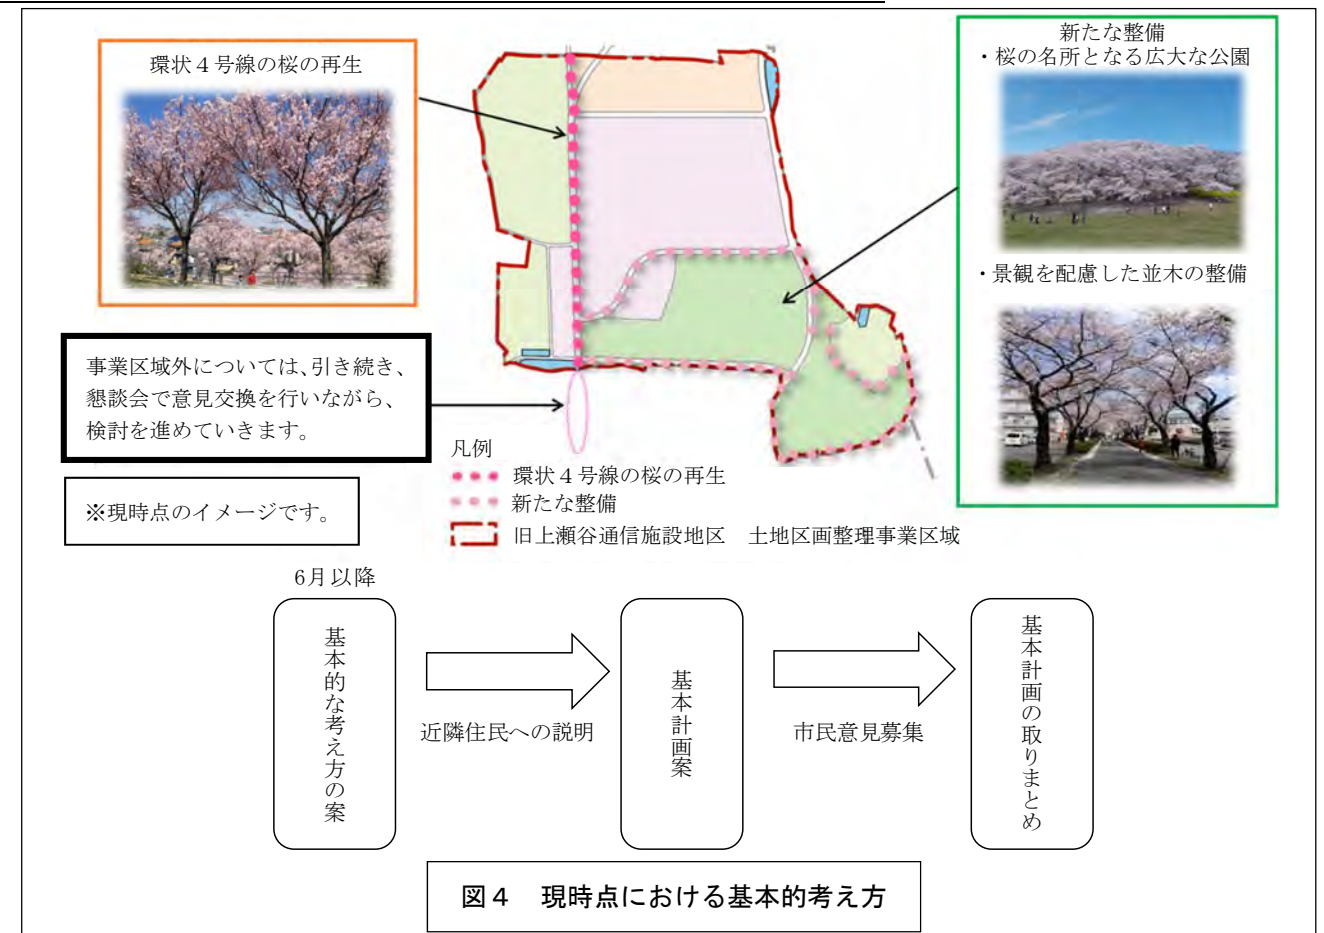 環状４号線の桜の再生
新たな整備
・桜の名所となる広大な公園
・景観を配慮した並木の整備
事業区域外については、引き続き、
懇談会で意見交換を行いながら、
検討を進めていきます。
※現時点のイメージです。
凡例
環状４号線の桜の再生
新たな整備
旧上瀬谷通信施設地区　土地区画整理事業区域
6月以降
基本的な考え方の案
近隣住民への説明
基本計画案
市民意見募集
基本計画の取りまとめ
図４　現時点における基本的考え方